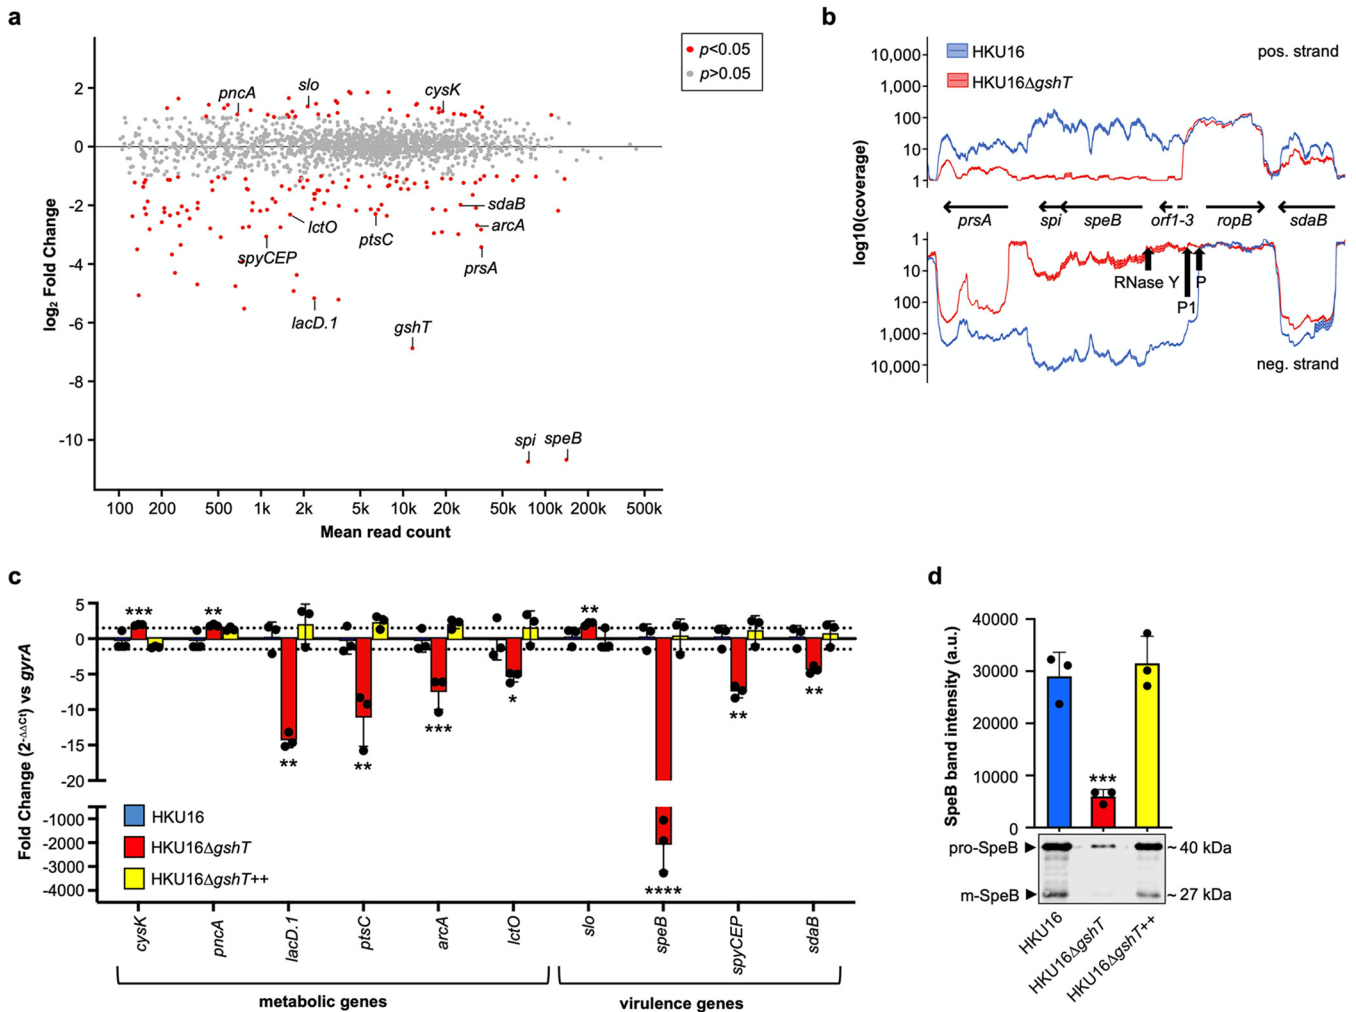 a
p<0.05
p>0.05
log2 Fold Change
2
0
-2
-4
-6
-8
-10
pncA
slo
cysK
sdaB
lctO
arcA
ptsC
spyCEP
prsA
lacD.1
gshT
spi
speB
100
200
500
1k
2k
5k
10k
20k
50k
100k
200k
500k
Mean read count
b
HKU16
HKU16ΔgshT
pos. strand
log10(coverage)
10,000
1,000
100
10
1
prsA
spi
speB
orf1-3
ropB
sdaB
1
10
100
1,000
10,000
RNase Y
P1
P
neg. strand
c
Fold Change (2-ΔΔCt) vs gyrA
5
0
-5
-10
-15
-20
-1000
-2000
-3000
-4000
***
**
**
**
***
*
**
****
**
**
HKU16
HKU16ΔgshT
HKU16ΔgshT++
cysK
pncA
lacD.1
ptsC
arcA
lctO
slo
speB
spyCEP
sdaB
metabolic genes
virulence genes
d
SpeB band intensity (a.u.)
40000
30000
20000
10000
0
***
pro-SpeB
~ 40 kDa
m-SpeB
~ 27 kDa
HKU16
HKU16ΔgshT
HKU16ΔgshT++